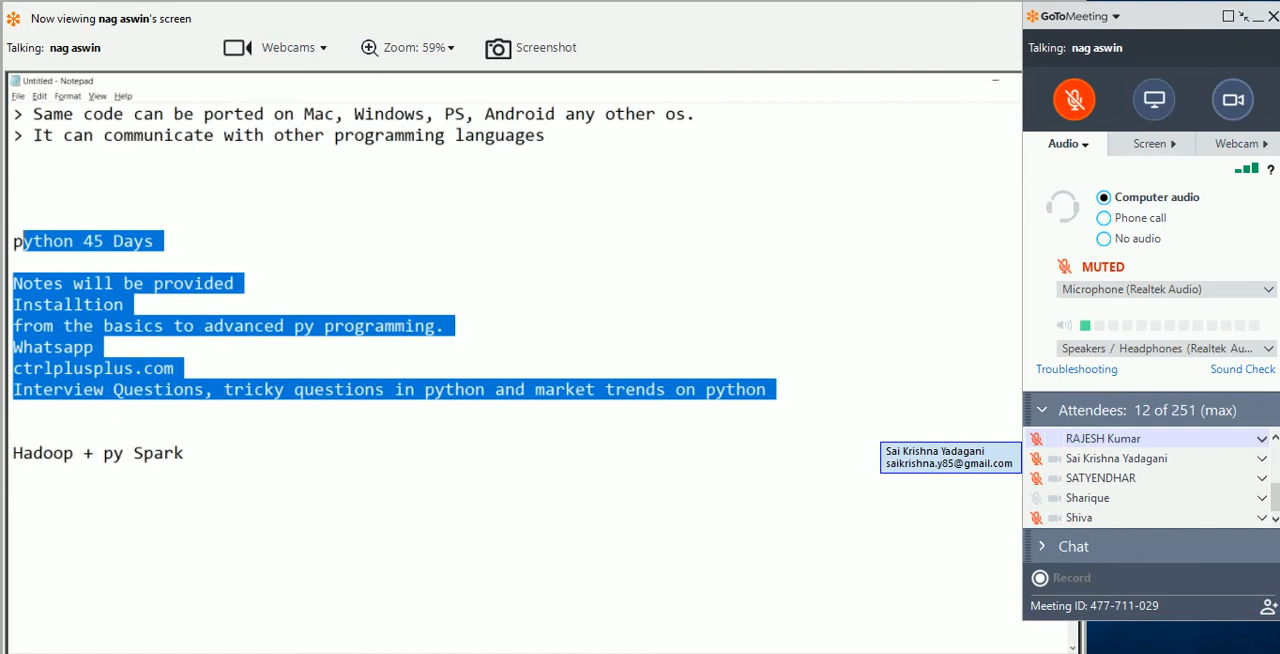 Now viewing nag aswin's screen
Talking: nag aswin
Webcams
Zoom: 59%
Screenshot
Untitled - Notepad
File Edit Format View Help
> Same code can be ported on Mac, Windows, PS, Android any other os.
> It can communicate with other programming languages
python 45 Days
Notes will be provided
Installtion
from the basics to advanced py programming.
Whatsapp
ctrlplusplus.com
Interview Questions, tricky questions in python and market trends on python
Hadoop + py Spark
Sai Krishna Yadagani
saikrishna.y85@gmail.com
GoToMeeting
Talking: nag aswin
Audio
Screen
Webcam
?
Computer audio
Phone call
No audio
MUTED
Microphone (Realtek Audio)
Speakers / Headphones (Realtek Au...
Troubleshooting
Sound Check
Attendees: 12 of 251 (max)
RAJESH Kumar
Sai Krishna Yadagani
SATYENDHAR
Sharique
Shiva
Chat
Record
Meeting ID: 477-711-029